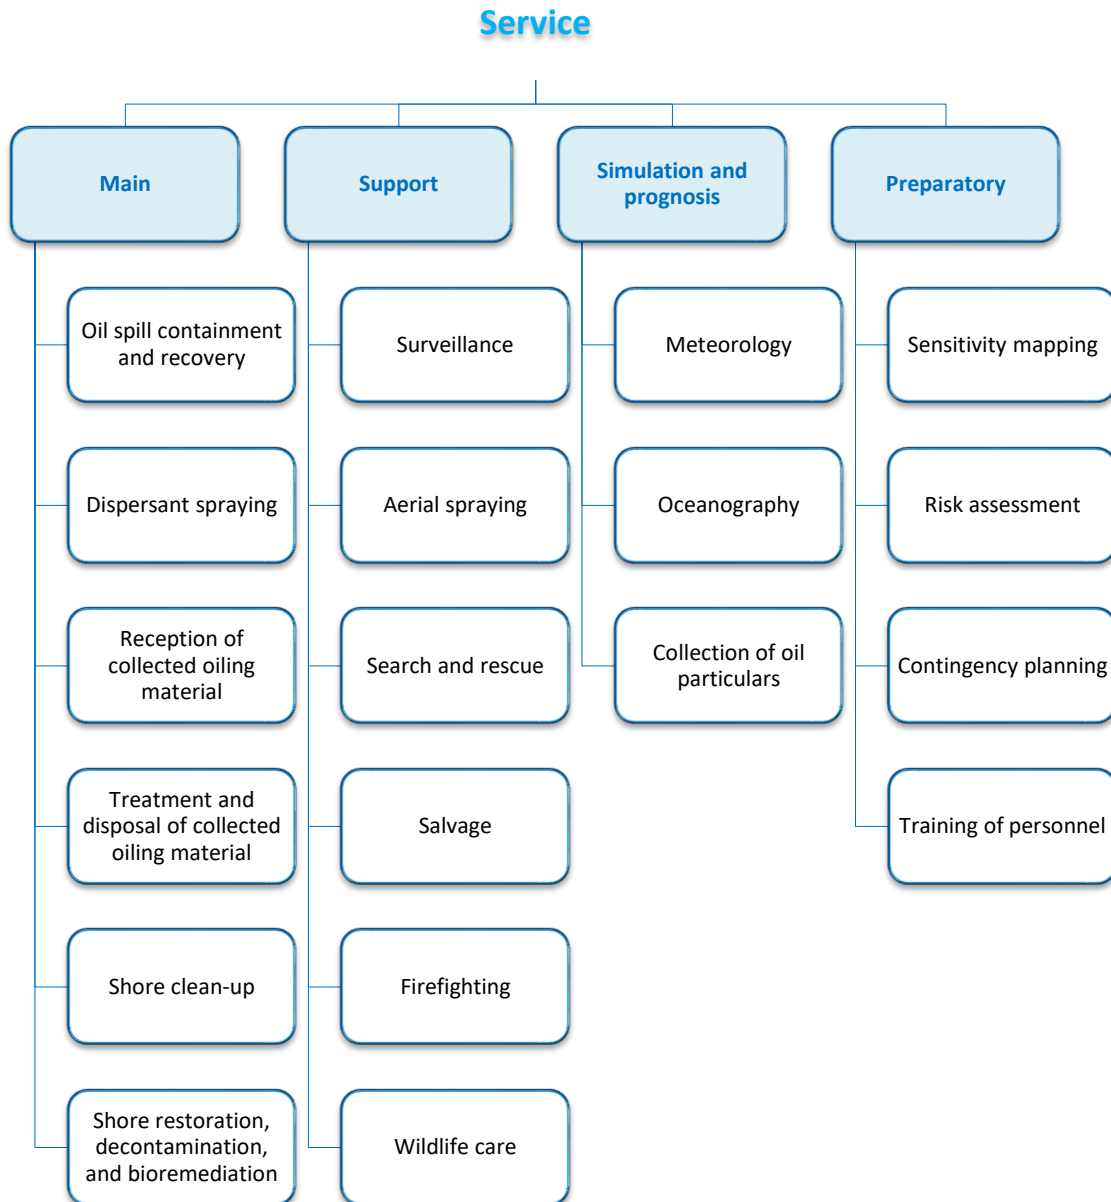 Service
Main
Support
Simulation and
prognosis
Preparatory
Oil spill containment
and recovery
Surveillance
Meteorology
Sensitivity mapping
Dispersant spraying
Aerial spraying
Oceanography
Risk assessment
Reception of
collected oiling
material
Search and rescue
Collection of oil
particulars
Contingency planning
Treatment and
disposal of collected
oiling material
Salvage
Training of personnel
Shore clean-up
Firefighting
Shore restoration,
decontamination,
and bioremediation
Wildlife care